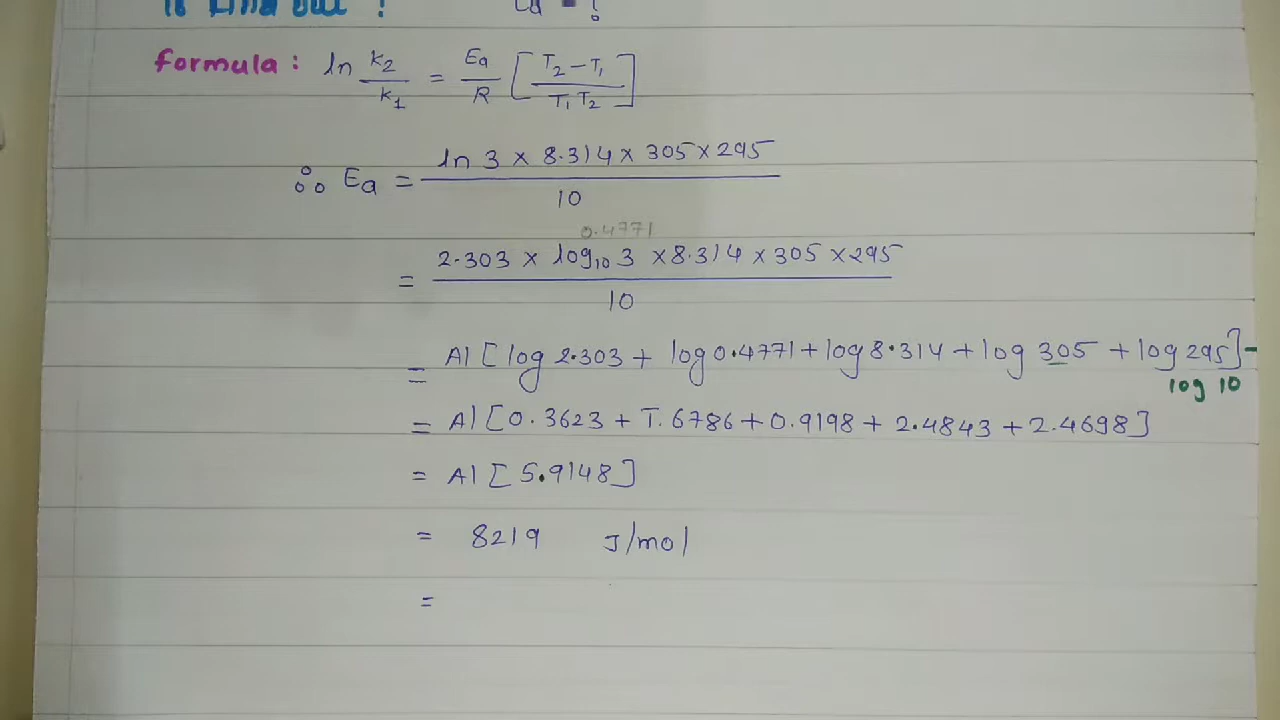 formula : ln K2/K1 = Ea/R [T2 - T1 / T1 T2]
∴ Ea = ln 3 × 8.314 × 305 × 295 / 10
0.4771
= 2.303 × log10 3 × 8.314 × 305 × 295 / 10
= Al [log 2.303 + log 0.4771 + log 8.314 + log 305 + log 295] -
log 10
= Al [0.3623 + T.6786 + 0.9198 + 2.4843 + 2.4698]
= Al [5.9148]
= 8219 J/mol
=